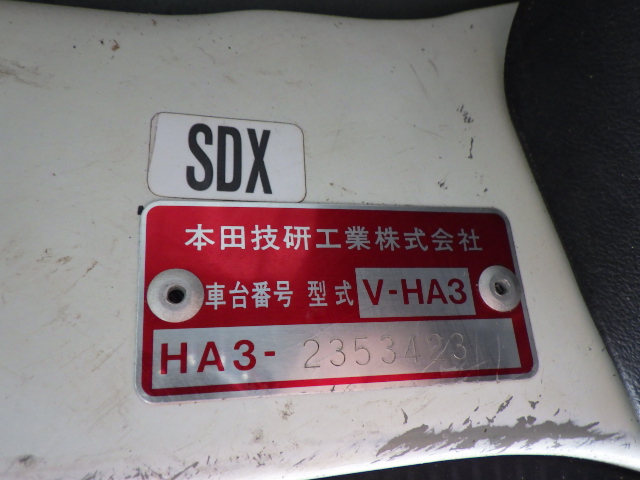 SDX
本田技研工業株式会社
車台番号 型式 V-HA3
HA3- 2353423